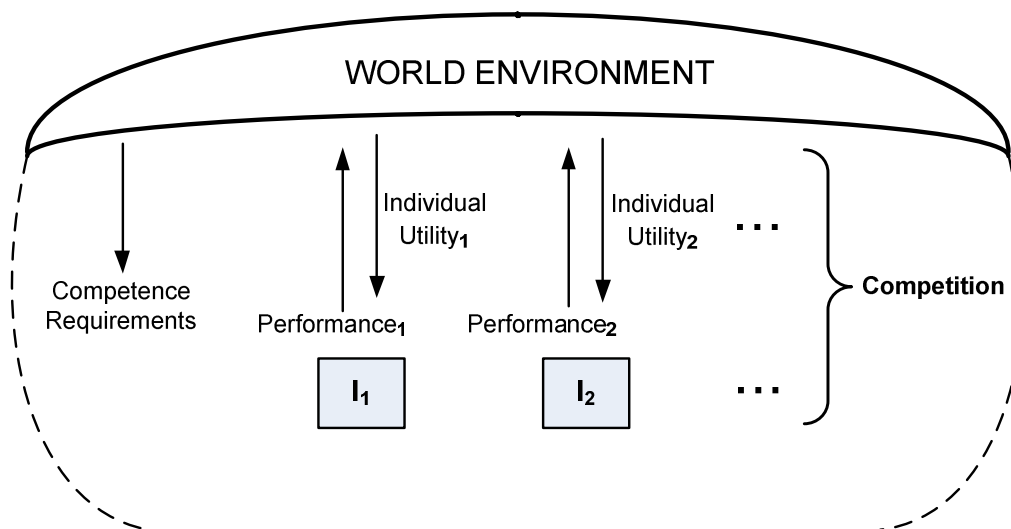 WORLD ENVIRONMENT
Individual
Utility₁
Individual
Utility₂
...
Competence
Requirements
Competition
Performance₁
Performance₂
I₁
I₂
...